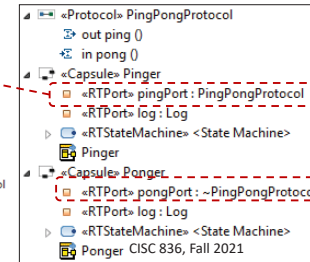 «Protocol» PingPongProtocol
out ping ()
in pong ()
«Capsule» Pinger
«RTPort» pingPort : PingPongProtocol
«RTPort» log : Log
«RTStateMachine» <State Machine>
Pinger
«Capsule» Ponger
«RTPort» pongPort : ~PingPongProtoco
«RTPort» log : Log
«RTStateMachine» <State Machine>
Ponger CISC 836, Fall 2021